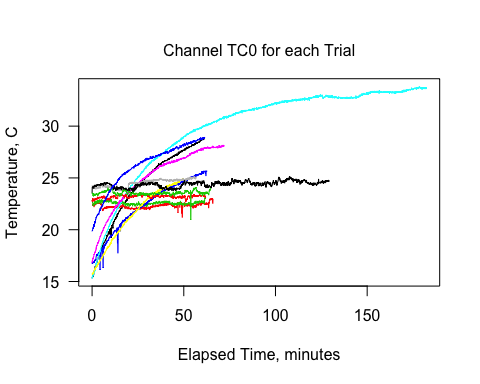 Channel TC0 for each Trial
Temperature, C
30
25
20
15
0
50
100
150
Elapsed Time, minutes